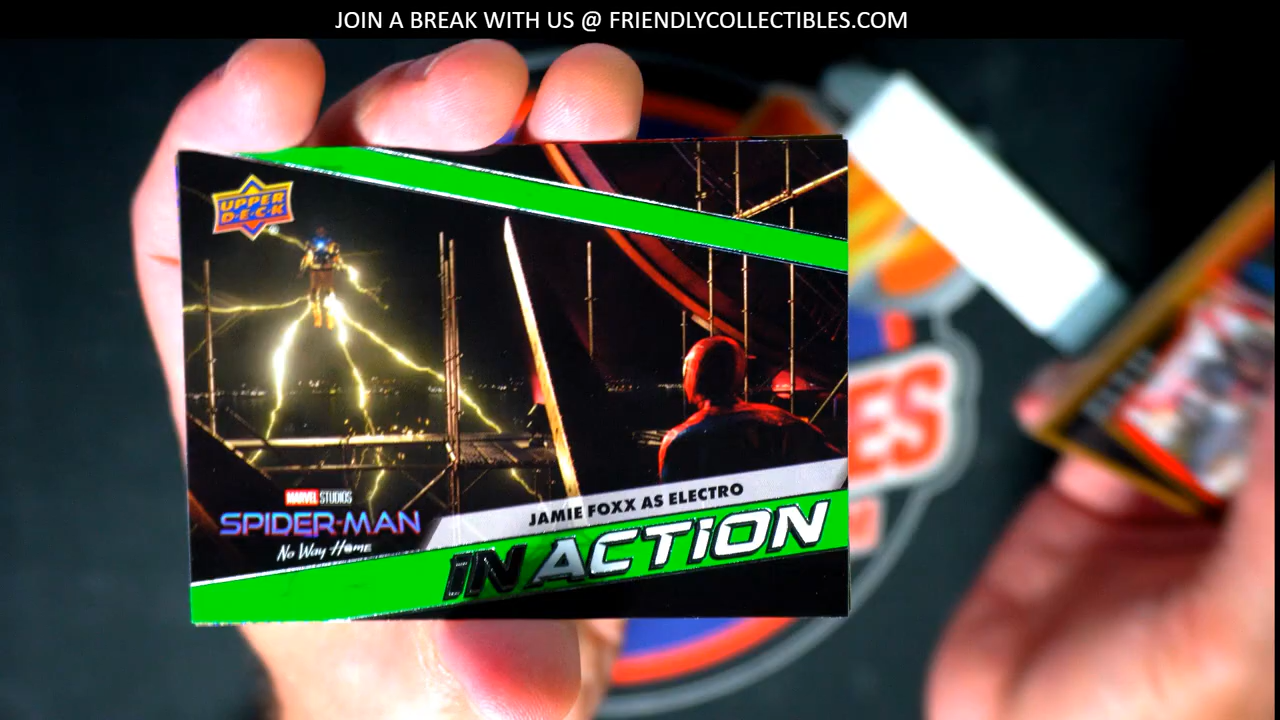 JOIN A BREAK WITH US @ FRIENDLYCOLLECTIBLES.COM
UPPER
D·E·C·K
MARVEL STUDIOS
SPIDER-MAN
No Way Home
JAMIE FOXX AS ELECTRO
IN ACTION
ES